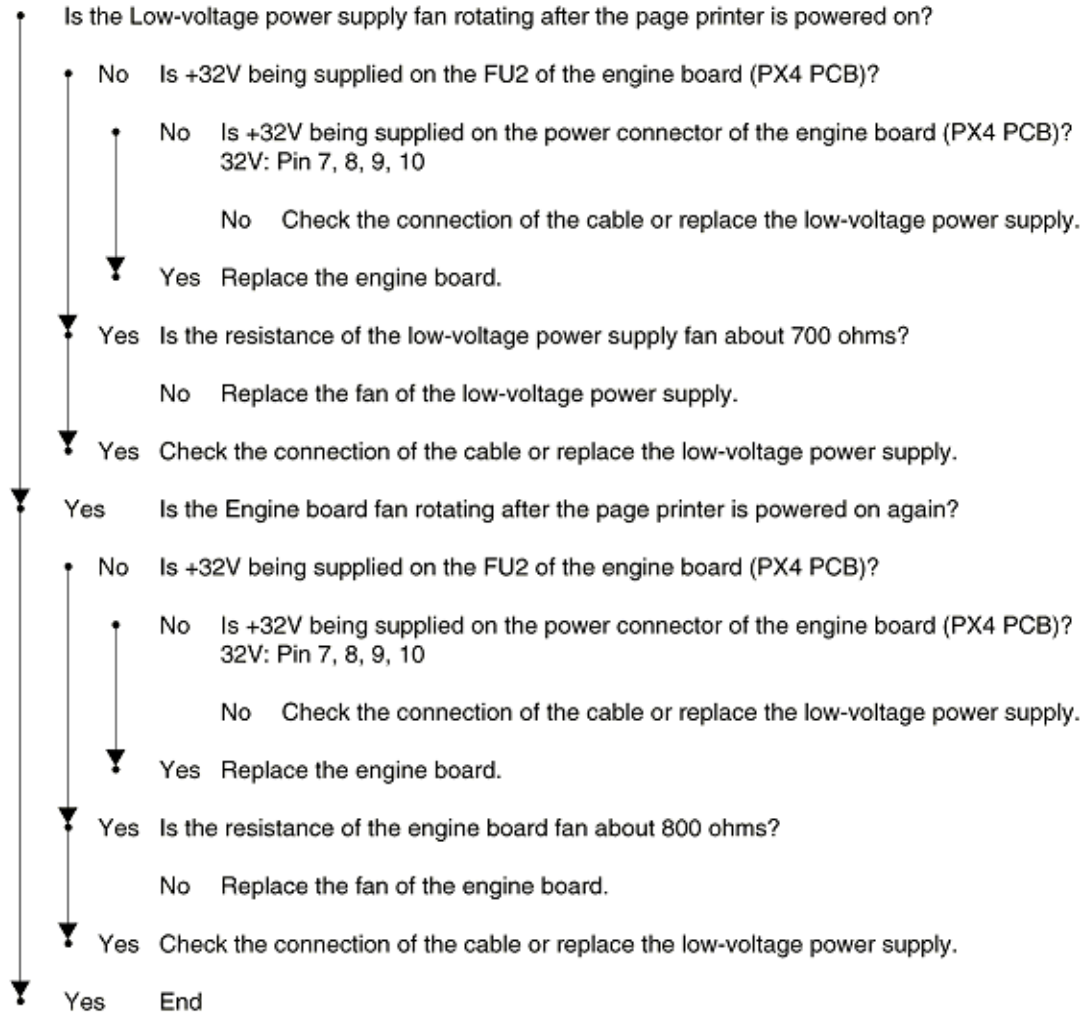 Is the Low-voltage power supply fan rotating after the page printer is powered on?
No Is +32V being supplied on the FU2 of the engine board (PX4 PCB)?
No Is +32V being supplied on the power connector of the engine board (PX4 PCB)?
32V: Pin 7, 8, 9, 10
No Check the connection of the cable or replace the low-voltage power supply.
Yes Replace the engine board.
Yes Is the resistance of the low-voltage power supply fan about 700 ohms?
No Replace the fan of the low-voltage power supply.
Yes Check the connection of the cable or replace the low-voltage power supply.
Yes Is the Engine board fan rotating after the page printer is powered on again?
No Is +32V being supplied on the FU2 of the engine board (PX4 PCB)?
No Is +32V being supplied on the power connector of the engine board (PX4 PCB)?
32V: Pin 7, 8, 9, 10
No Check the connection of the cable or replace the low-voltage power supply.
Yes Replace the engine board.
Yes Is the resistance of the engine board fan about 800 ohms?
No Replace the fan of the engine board.
Yes Check the connection of the cable or replace the low-voltage power supply.
Yes End